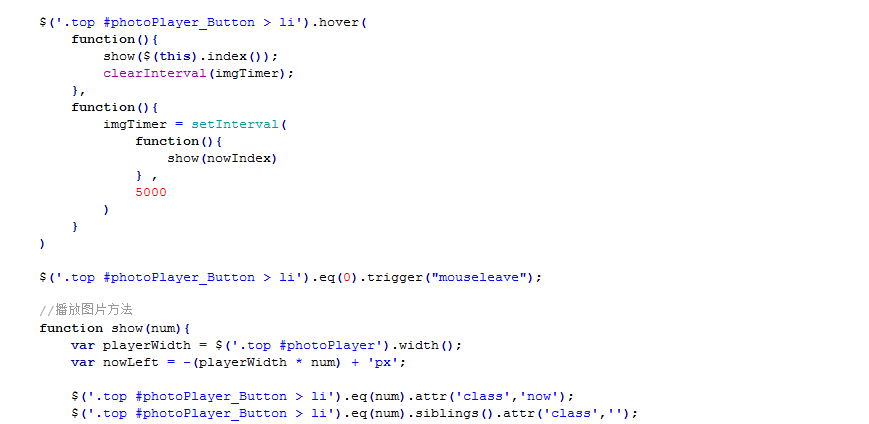 $('.top #photoPlayer_Button > li').hover(
function(){
show($(this).index());
clearInterval(imgTimer);
},
function(){
imgTimer = setInterval(
function(){
show(nowIndex)
} ,
5000
)
}
)
$('.top #photoPlayer_Button > li').eq(0).trigger("mouseleave");
//播放图片方法
function show(num){
var playerWidth = $('.top #photoPlayer').width();
var nowLeft = -(playerWidth * num) + 'px';
$('.top #photoPlayer_Button > li').eq(num).attr('class','now');
$('.top #photoPlayer_Button > li').eq(num).siblings().attr('class','');